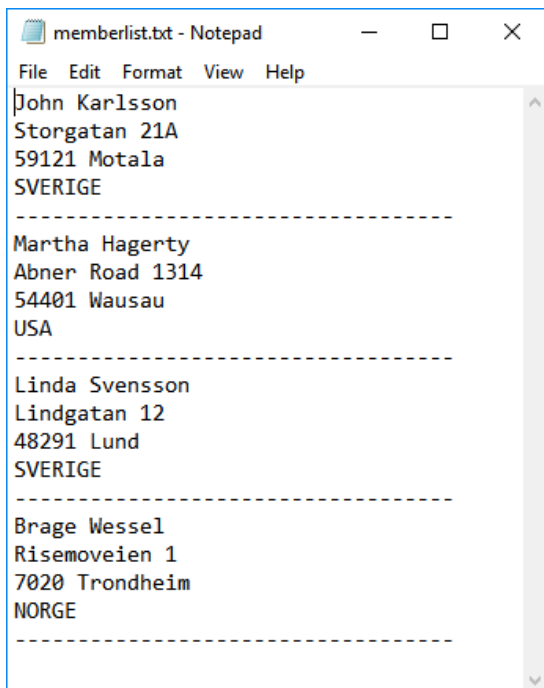 memberlist.txt - Notepad
File Edit Format View Help
John Karlsson
Storgatan 21A
59121 Motala
SVERIGE
-----------------------------------
Martha Hagerty
Abner Road 1314
54401 Wausau
USA
-----------------------------------
Linda Svensson
Lindgatan 12
48291 Lund
SVERIGE
-----------------------------------
Brage Wessel
Risemoveien 1
7020 Trondheim
NORGE
-----------------------------------